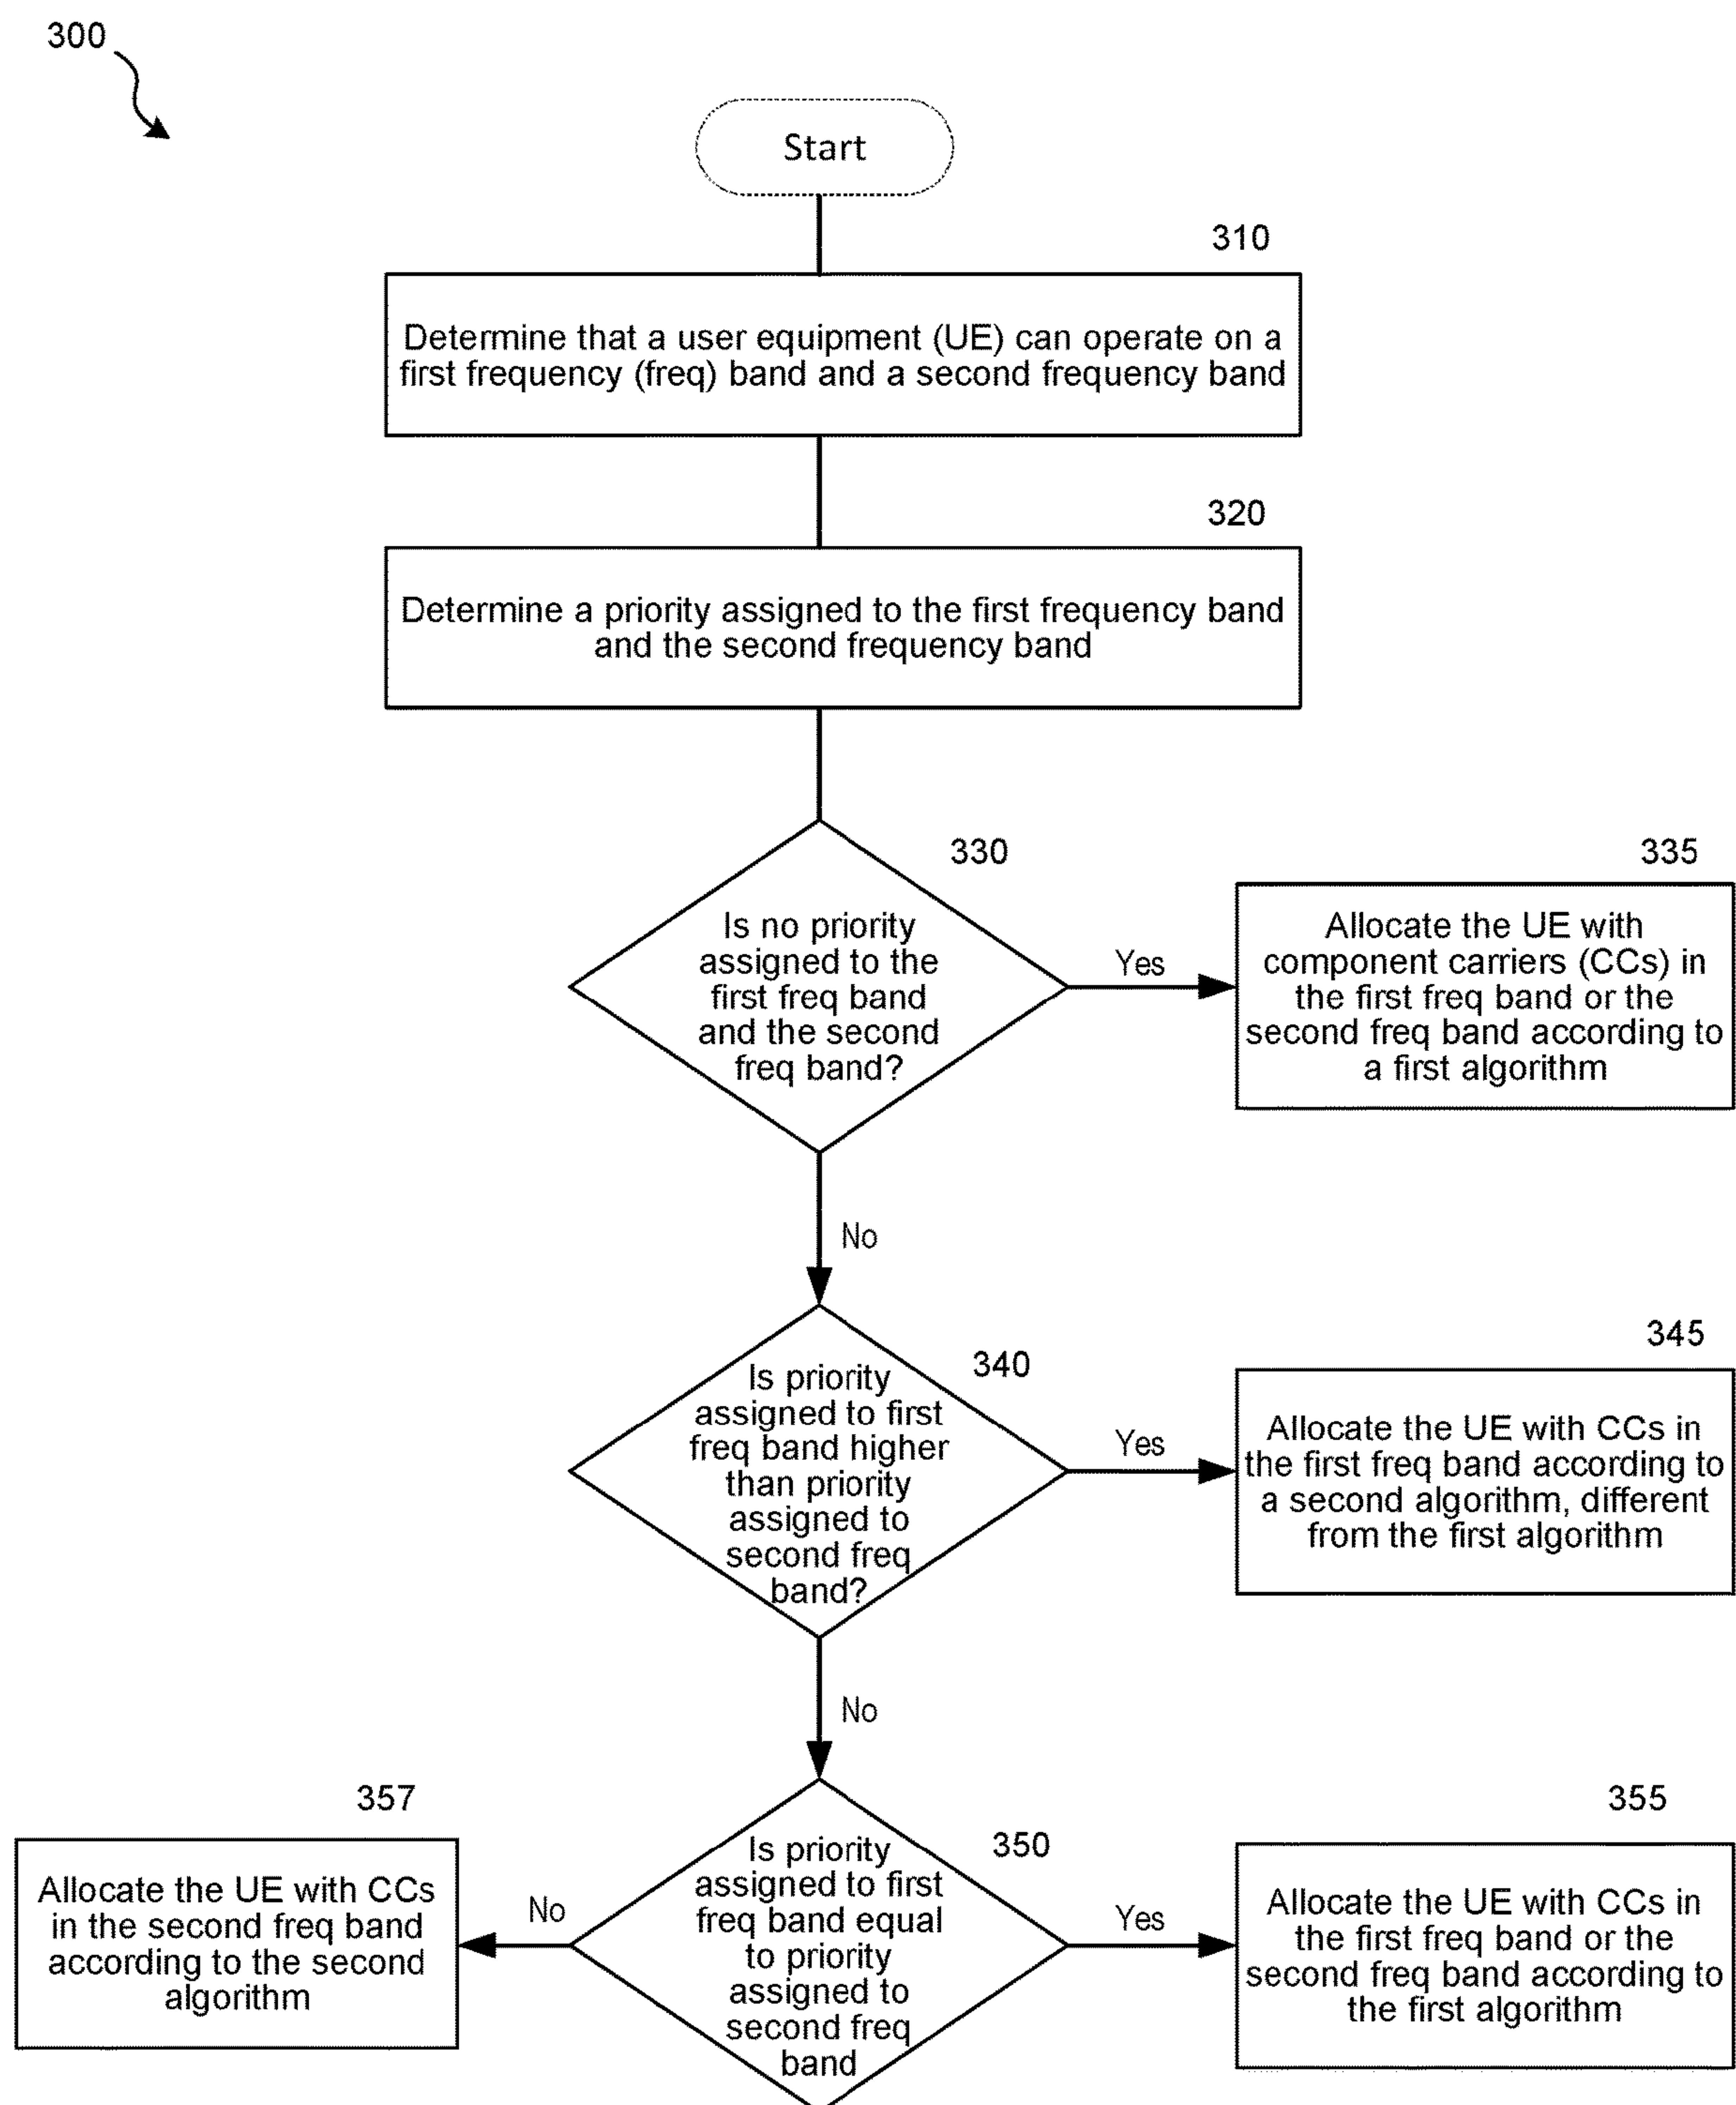 300
Start
310
Determine that a user equipment (UE) can operate on a
first frequency (freq) band and a second frequency band
320
Determine a priority assigned to the first frequency band
and the second frequency band
330
Is no priority
assigned to the
first freq band
and the second
freq band?
Yes
335
Allocate the UE with
component carriers (CCs) in
the first freq band or the
second freq band according to
a first algorithm
No
340
Is priority
assigned to first
freq band higher
than priority
assigned to
second freq
band?
Yes
345
Allocate the UE with CCs in
the first freq band according to
a second algorithm, different
from the first algorithm
No
350
Is priority
assigned to first
freq band equal
to priority
assigned to
second freq
band
No
357
Allocate the UE with CCs
in the second freq band
according to the second
algorithm
Yes
355
Allocate the UE with CCs in
the first freq band or the
second freq band according to
the first algorithm